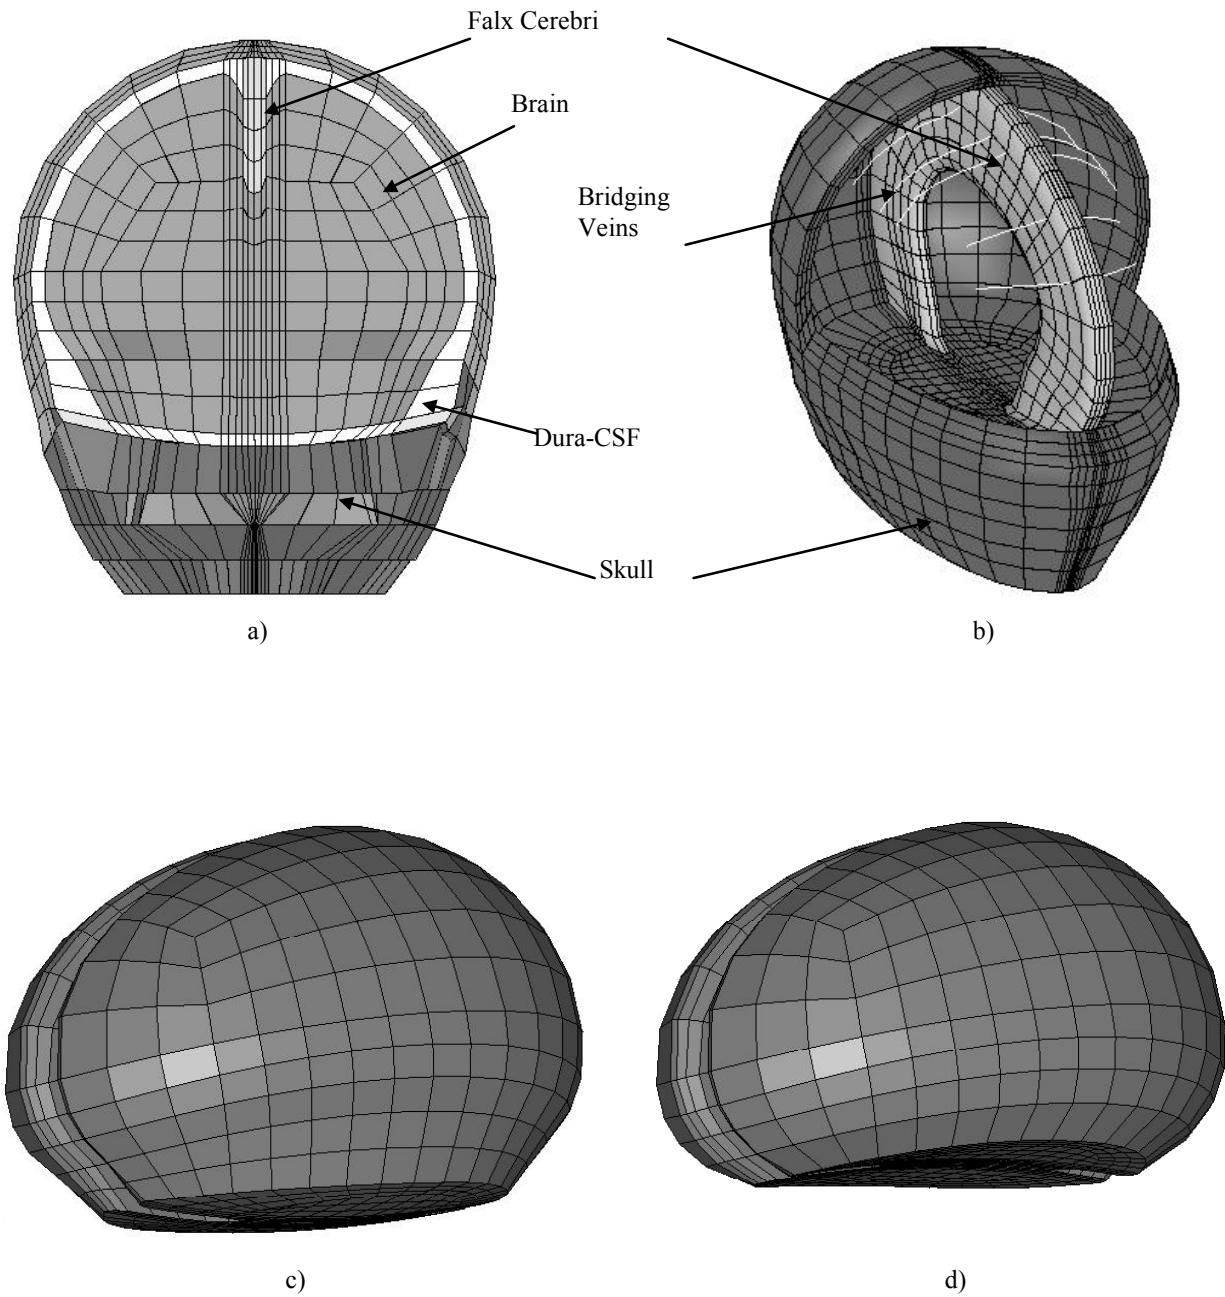 Falx Cerebri
Brain
Bridging
Veins
Dura-CSF
Skull
a)
b)
c)
d)